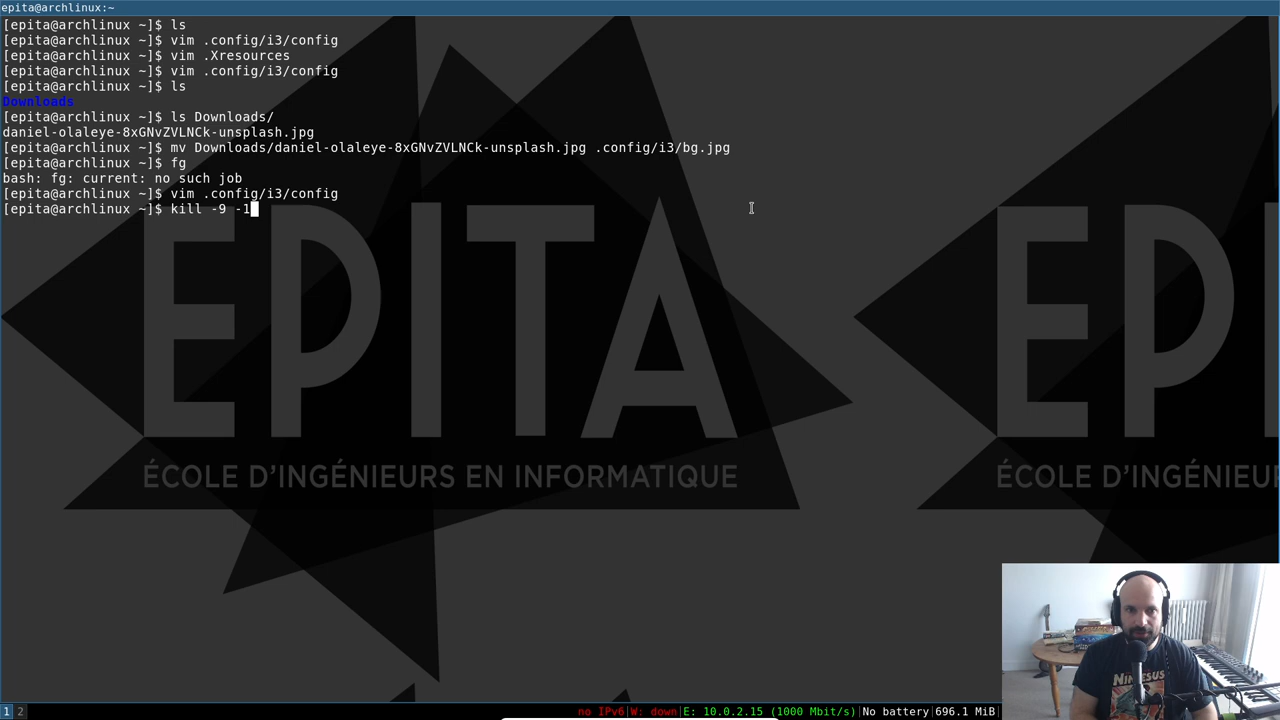 epita@archlinux:~
[epita@archlinux ~]$ ls
[epita@archlinux ~]$ vim .config/i3/config
[epita@archlinux ~]$ vim .Xresources
[epita@archlinux ~]$ vim .config/i3/config
[epita@archlinux ~]$ ls
Downloads
[epita@archlinux ~]$ ls Downloads/
daniel-olaleye-8xGNvZVLNCk-unsplash.jpg
[epita@archlinux ~]$ mv Downloads/daniel-olaleye-8xGNvZVLNCk-unsplash.jpg .config/i3/bg.jpg
[epita@archlinux ~]$ fg
bash: fg: current: no such job
[epita@archlinux ~]$ vim .config/i3/config
[epita@archlinux ~]$ kill -9 -1
EPITA
ÉCOLE D'INGÉNIEURS EN INFORMATIQUE
EPI
ÉCOLE D'INGÉNIEU
1 2
no IPv6|W: down|E: 10.0.2.15 (1000 Mbit/s)|No battery|696.1 MiB